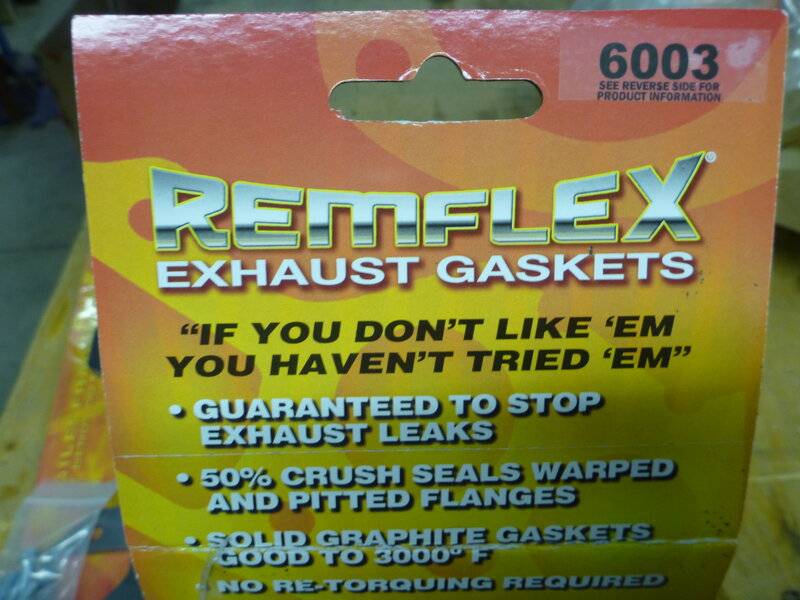 6003
SEE REVERSE SIDE FOR
PRODUCT INFORMATION
REMFLEX®
EXHAUST GASKETS
"IF YOU DON'T LIKE 'EM
YOU HAVEN'T TRIED 'EM"
• GUARANTEED TO STOP
EXHAUST LEAKS
• 50% CRUSH SEALS WARPED
AND PITTED FLANGES
• SOLID GRAPHITE GASKETS
GOOD TO 3000º F
• NO RE-TORQUING REQUIRED